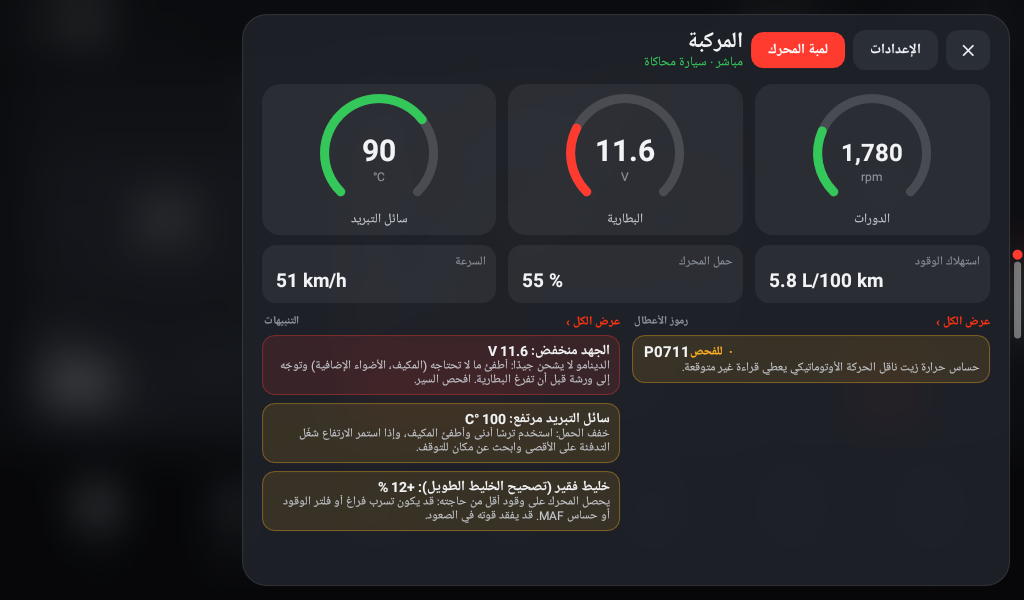 المركبة
مباشر · سيارة محاكاة
لمبة المحرك
الإعدادات
1,780
rpm
الدورات
11.6
V
البطارية
90
°C
سائل التبريد
استهلاك الوقود
5.8 L/100 km
حمل المحرك
55 %
السرعة
51 km/h
رموز الأعطال
عرض الكل ›
P0711 · للفحص
حساس حرارة زيت ناقل الحركة الأوتوماتيكي يعطي قراءة غير متوقعة.
التنبيهات
عرض الكل ›
الجهد منخفض: 11.6 V
الدينامو لا يشحن جيدًا: أطفئ ما لا تحتاجه (المكيف، الأضواء الإضافية) وتوجّه
إلى ورشة قبل أن تفرغ البطارية. افحص السير.
سائل التبريد مرتفع: 100 °C
خفف الحمل: استخدم ترسًا أدنى وأطفئ المكيف، وإذا استمر الارتفاع شغّل
التدفئة على الأقصى وابحث عن مكان للتوقف.
خليط فقير (تصحيح الخليط الطويل): +12 %
يحصل المحرك على وقود أقل من حاجته: قد يكون تسرب فراغ أو فلتر الوقود
أو حساس MAF. قد يفقد قوته في الصعود.